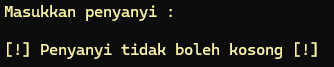 Masukkan penyanyi :
[!] Penyanyi tidak boleh kosong [!]